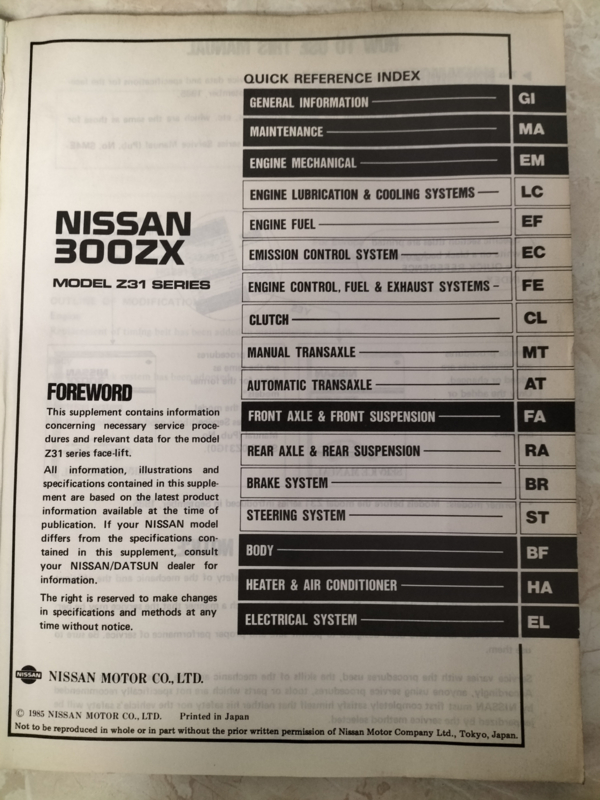 QUICK REFERENCE INDEX
GENERAL INFORMATION GI
MAINTENANCE MA
ENGINE MECHANICAL EM
ENGINE LUBRICATION & COOLING SYSTEMS LC
ENGINE FUEL EF
EMISSION CONTROL SYSTEM EC
ENGINE CONTROL, FUEL & EXHAUST SYSTEMS FE
CLUTCH CL
MANUAL TRANSAXLE MT
AUTOMATIC TRANSAXLE AT
FRONT AXLE & FRONT SUSPENSION FA
REAR AXLE & REAR SUSPENSION RA
BRAKE SYSTEM BR
STEERING SYSTEM ST
BODY BF
HEATER & AIR CONDITIONER HA
ELECTRICAL SYSTEM EL
NISSAN
300ZX
MODEL Z31 SERIES
FOREWORD
This supplement contains information
concerning necessary service proce-
dures and relevant data for the model
Z31 series face-lift.
All information, illustrations and
specifications contained in this supple-
ment are based on the latest product
information available at the time of
publication. If your NISSAN model
differs from the specifications con-
tained in this supplement, consult
your NISSAN/DATSUN dealer for
information.
The right is reserved to make changes
in specifications and methods at any
time without notice.
NISSAN NISSAN MOTOR CO., LTD.
© 1985 NISSAN MOTOR CO., LTD. Printed in Japan
Not to be reproduced in whole or in part without the prior written permission of Nissan Motor Company Ltd., Tokyo, Japan.